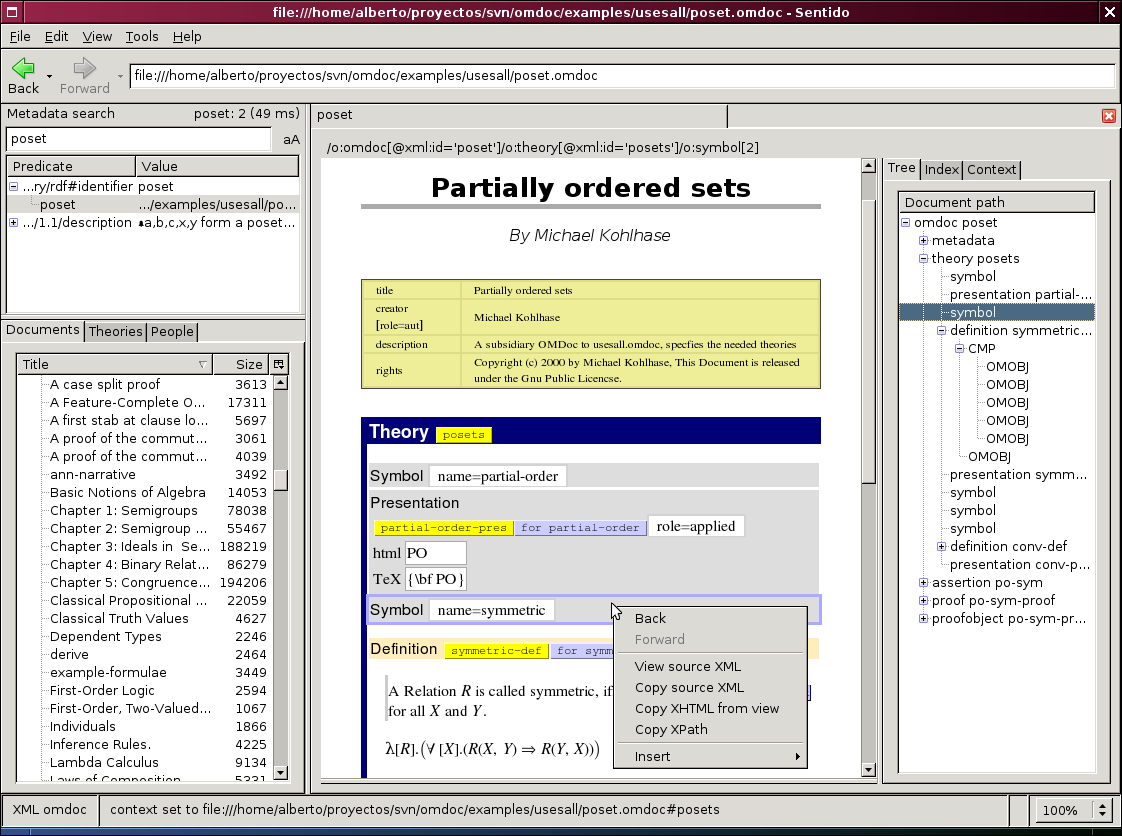 file:///home/alberto/proyectos/svn/omdoc/examples/usesall/poset.omdoc - Sentido
File Edit View Tools Help
Back Forward
file:///home/alberto/proyectos/svn/omdoc/examples/usesall/poset.omdoc
Metadata search poset: 2 (49 ms)
poset aA
Predicate Value
...ry/rdf#identifier poset
poset .../examples/usesall/po...
.../1.1/description a,b,c,x,y form a poset...
Documents Theories People
Title Size
A case split proof 3613
A Feature-Complete O... 17311
A first stab at clause lo... 5697
A proof of the commut... 3061
A proof of the commut... 4039
ann-narrative 3492
Basic Notions of Algebra 14053
Chapter 1: Semigroups 78038
Chapter 2: Semigroup ... 55467
Chapter 3: Ideals in Se... 188219
Chapter 4: Binary Relat... 86279
Chapter 5: Congruence... 194206
Classical Propositional ... 22059
Classical Truth Values 4627
Dependent Types 2246
derive 2464
example-formulae 3449
First-Order Logic 2594
First-Order, Two-Valued... 1067
Individuals 1866
Inference Rules. 4225
Lambda Calculus 9134
Laws of Composition 5331
poset
/o:omdoc[@xml:id='poset']/o:theory[@xml:id='posets']/o:symbol[2]
Partially ordered sets
By Michael Kohlhase
title Partially ordered sets
creator [role=aut] Michael Kohlhase
description A subsidiary OMDoc to usesall.omdoc, specfies the needed theories
rights Copyright (c) 2000 by Michael Kohlhase, This Document is released
under the Gnu Public Licencse.
Theory posets
Symbol name=partial-order
Presentation
partial-order-pres for partial-order role=applied
html PO
TeX {\bf PO}
Symbol name=symmetric
Definition symmetric-def for symm
A Relation R is called symmetric, if
for all X and Y.
λ[R].(∀ [X].(R(X, Y) ⇒ R(Y, X)))
Back
Forward
View source XML
Copy source XML
Copy XHTML from view
Copy XPath
Insert
Tree Index Context
Document path
omdoc poset
metadata
theory posets
symbol
presentation partial-...
symbol
definition symmetric...
CMP
OMOBJ
OMOBJ
OMOBJ
OMOBJ
OMOBJ
OMOBJ
presentation symm...
symbol
symbol
symbol
definition conv-def
presentation conv-p...
assertion po-sym
proof po-sym-proof
proofobject po-sym-pr...
XML omdoc context set to file:///home/alberto/proyectos/svn/omdoc/examples/usesall/poset.omdoc#posets 100%